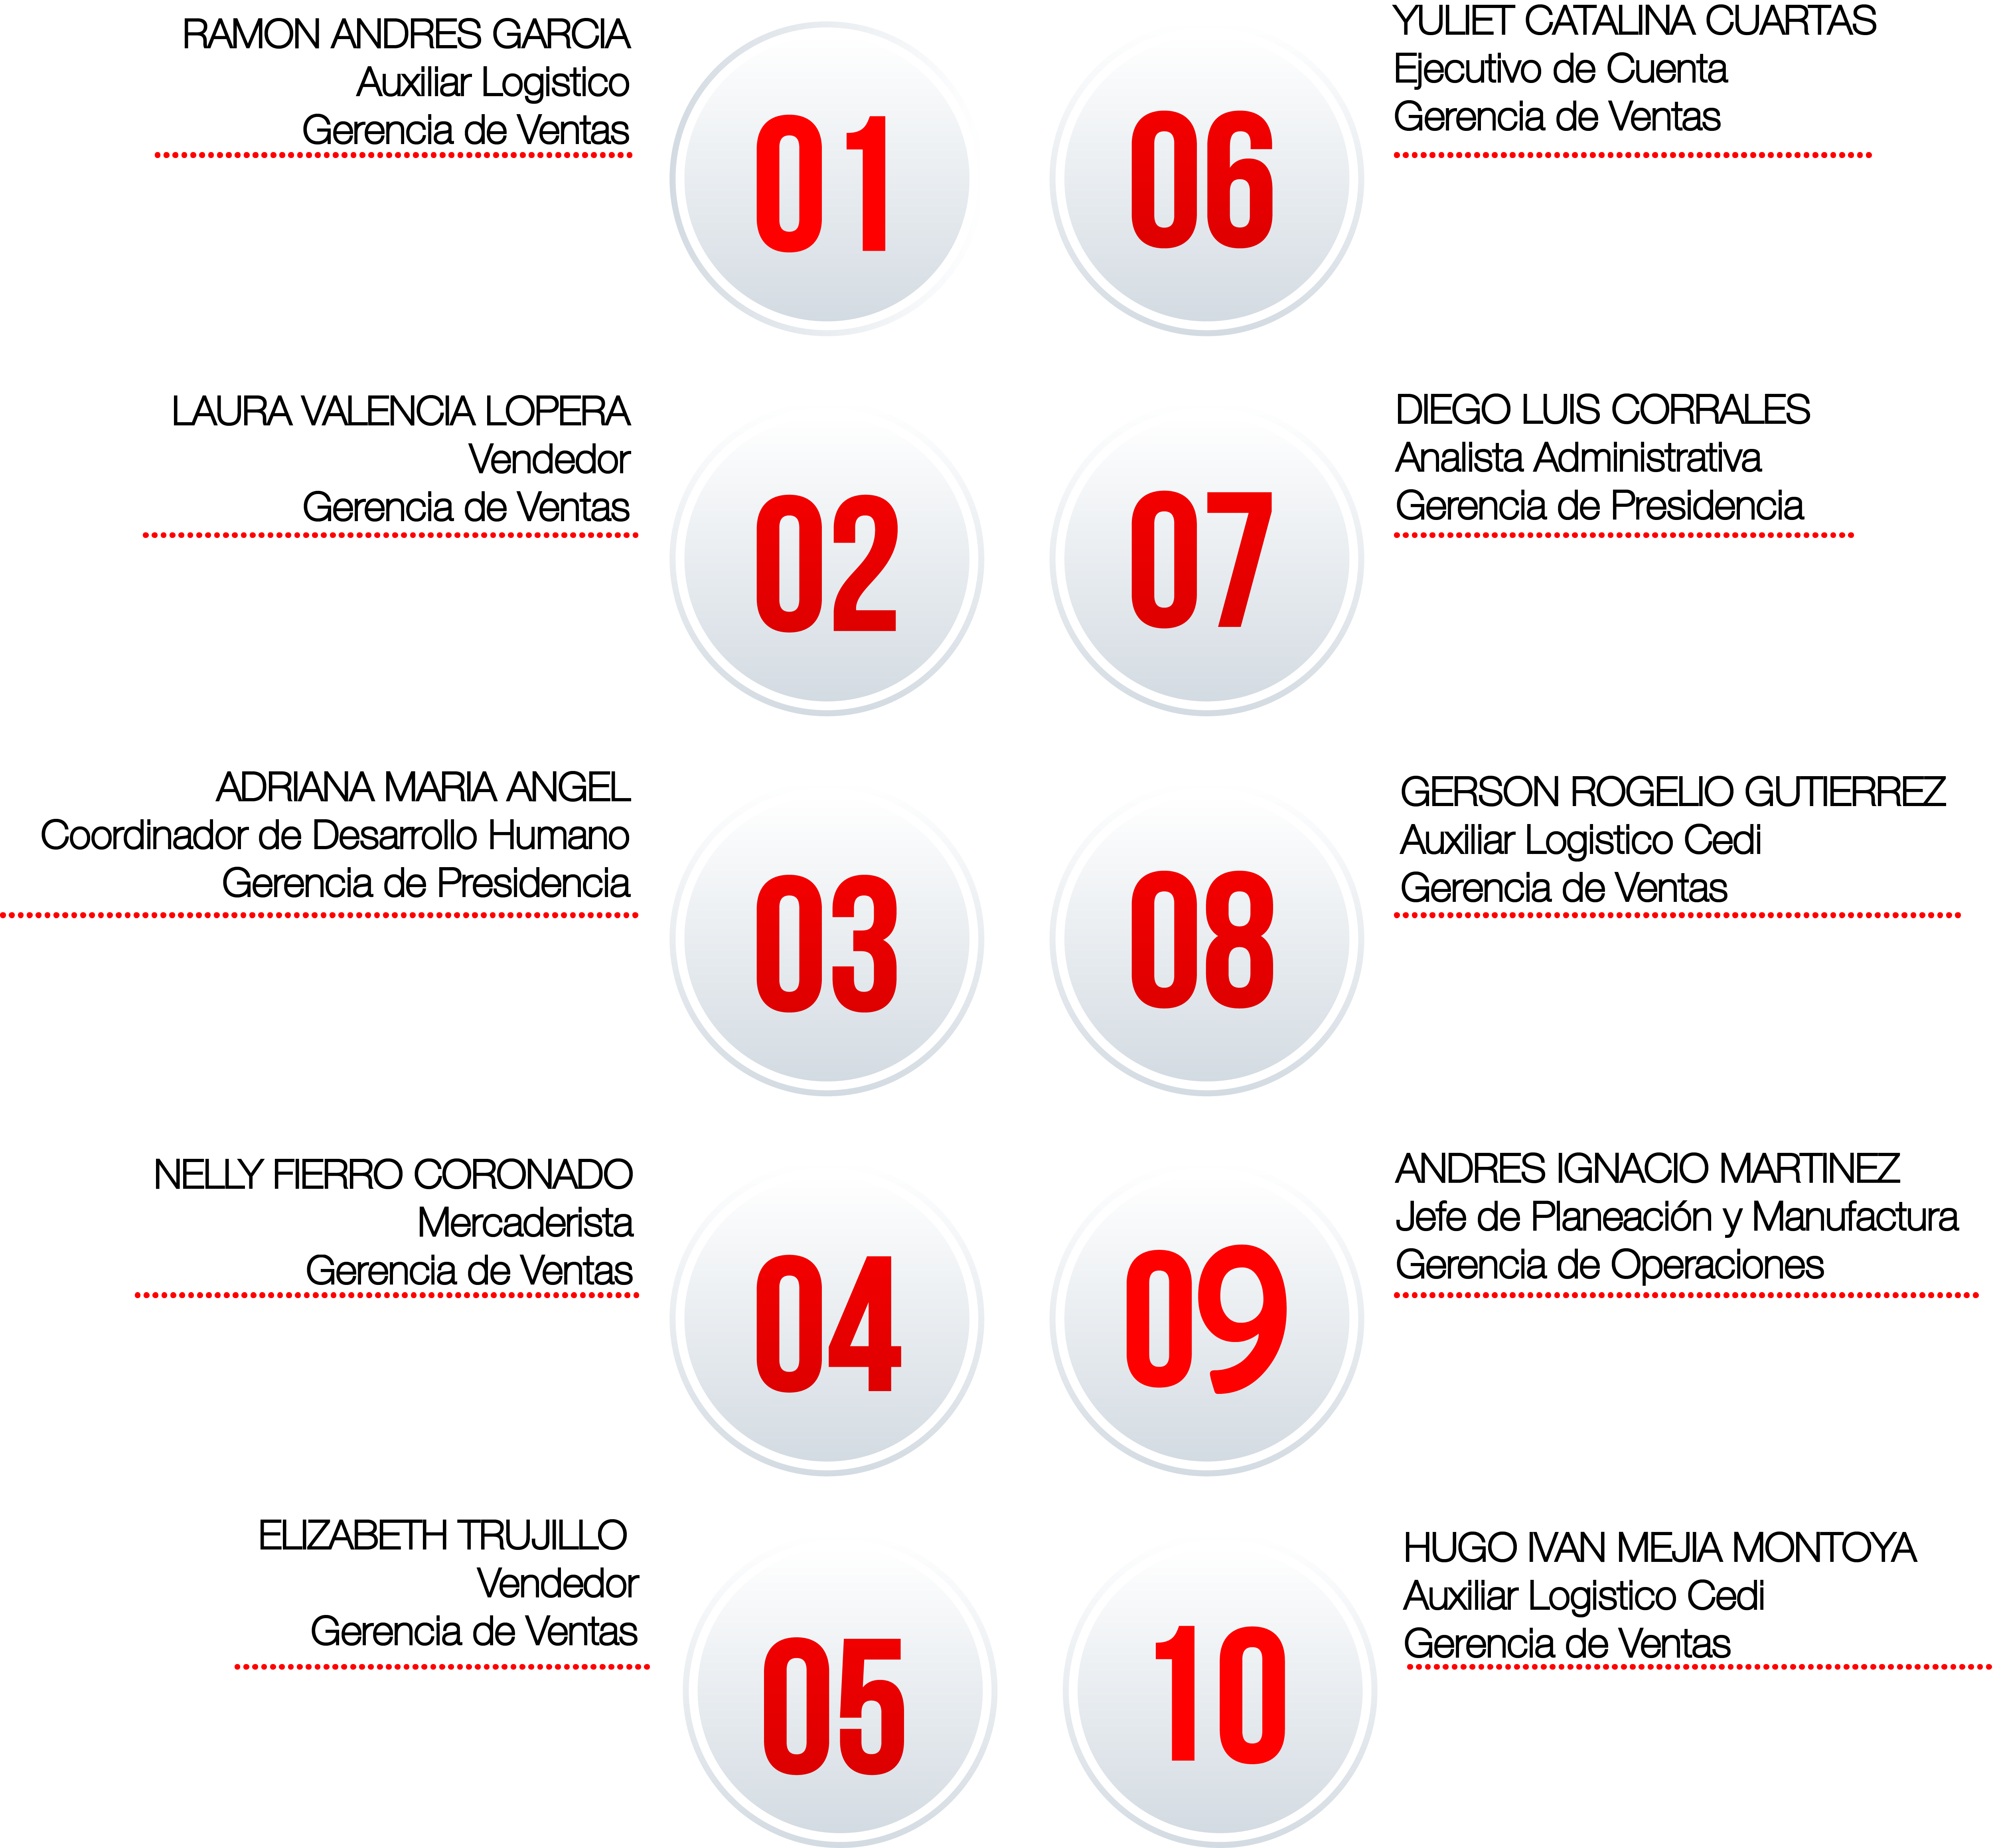 RAMON ANDRES GARCIA
Auxiliar Logistico
Gerencia de Ventas
01
LAURA VALENCIA LOPERA
Vendedor
Gerencia de Ventas
02
ADRIANA MARIA ANGEL
Coordinador de Desarrollo Humano
Gerencia de Presidencia
03
NELLY FIERRO CORONADO
Mercaderista
Gerencia de Ventas
04
ELIZABETH TRUJILLO
Vendedor
Gerencia de Ventas
05
06
YULIET CATALINA CUARTAS
Ejecutivo de Cuenta
Gerencia de Ventas
07
DIEGO LUIS CORRALES
Analista Administrativa
Gerencia de Presidencia
08
GERSON ROGELIO GUTIERREZ
Auxiliar Logistico Cedi
Gerencia de Ventas
09
ANDRES IGNACIO MARTINEZ
Jefe de Planeación y Manufactura
Gerencia de Operaciones
10
HUGO IVAN MEJIA MONTOYA
Auxiliar Logistico Cedi
Gerencia de Ventas